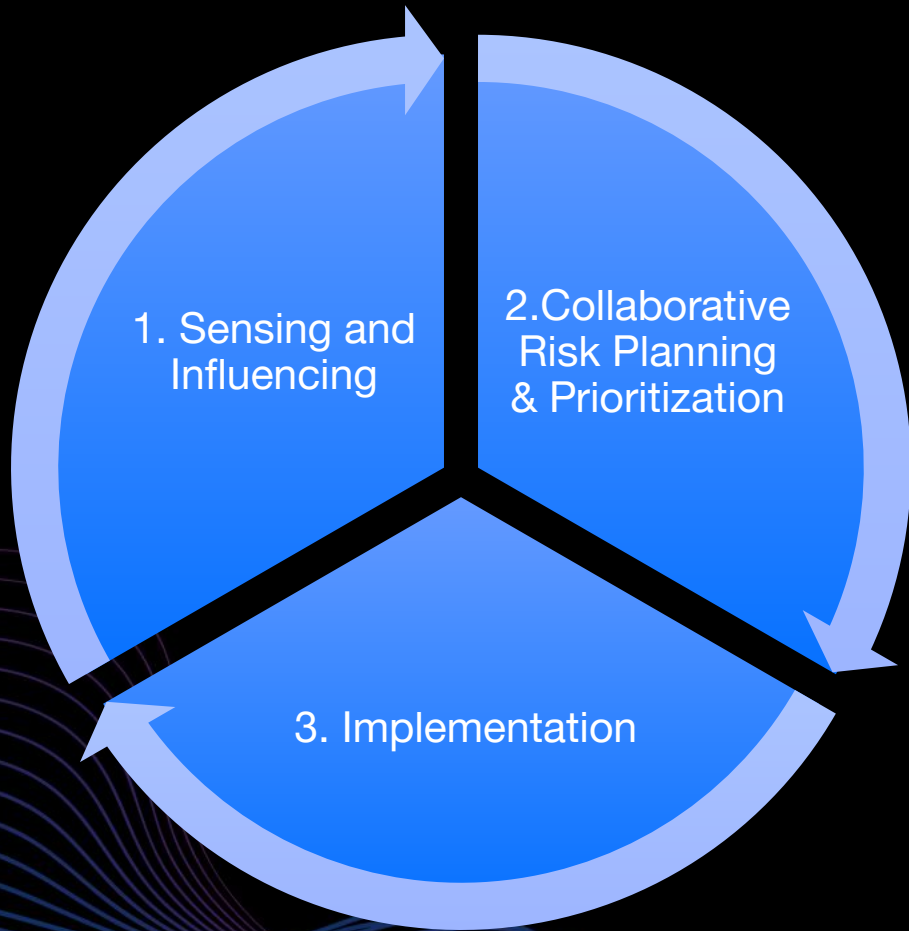 1. Sensing and
Influencing
2.Collaborative
Risk Planning
& Prioritization
3. Implementation